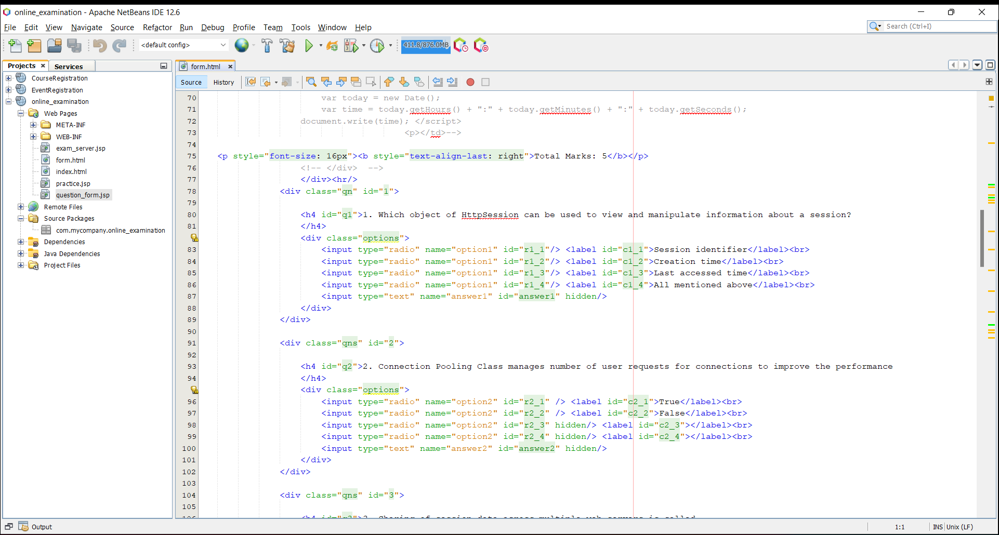 online_examination - Apache NetBeans IDE 12.6
File Edit View Navigate Source Refactor Run Debug Profile Team Tools Window Help
Search (Ctrl+I)
<default config>
411.8/876.0MB
Projects
Services
CourseRegistration
EventRegistration
online_examination
Web Pages
META-INF
WEB-INF
exam_server.jsp
form.html
index.html
practice.jsp
question_form.jsp
Remote Files
Source Packages
com.mycompany.online_examination
Dependencies
Java Dependencies
Project Files
form.html
Source History
70 var today = new Date();
71 var time = today.getHours() + ":" + today.getMinutes() + ":" + today.getSeconds();
72 document.write(time); </script>
73 <p></td>-->
74
75 <p style="font-size: 16px"><b style="text-align-last: right">Total Marks: 5</b></p>
76 <!-- </div>  -->
77 </div><hr/>
78 <div class="qn" id="1">
79
80 <h4 id="q1">1. Which object of HttpSession can be used to view and manipulate information about a session?
81 </h4>
<div class="options">
83 <input type="radio" name="option1" id="r1_1"/> <label id="c1_1">Session identifier</label><br>
84 <input type="radio" name="option1" id="r1_2"/> <label id="c1_2">Creation time</label><br>
85 <input type="radio" name="option1" id="r1_3"/> <label id="c1_3">Last accessed time</label><br>
86 <input type="radio" name="option1" id="r1_4"/> <label id="c1_4">All mentioned above</label><br>
87 <input type="text" name="answer1" id="answer1" hidden/>
88 </div>
89 </div>
90
91 <div class="qns" id="2">
92
93 <h4 id="q2">2. Connection Pooling Class manages number of user requests for connections to improve the performance
94 </h4>
<div class="options">
96 <input type="radio" name="option2" id="r2_1" /> <label id="c2_1">True</label><br>
97 <input type="radio" name="option2" id="r2_2" /> <label id="c2_2">False</label><br>
98 <input type="radio" name="option2" id="r2_3" hidden/> <label id="c2_3"></label><br>
99 <input type="radio" name="option2" id="r2_4" hidden/> <label id="c2_4"></label><br>
100 <input type="text" name="answer2" id="answer2" hidden/>
101 </div>
102 </div>
103
104 <div class="qns" id="3">
105
Output
1:1 INS Unix (LF)